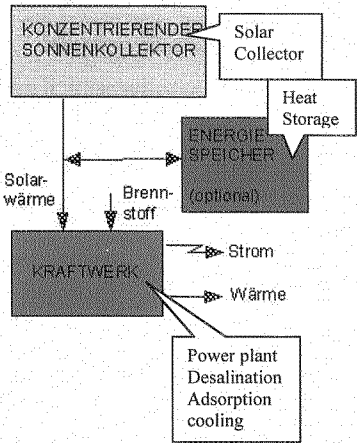 KONZENTRIERENDER
SONNENKOLLEKTOR
Solar
Collector
Heat
Storage
ENERGIE
SPEICHER
(optional)
Solar-
wärme
Brenn-
stoff
KRAFTWERK
Strom
Wärme
Power plant
Desalination
Adsorption
cooling